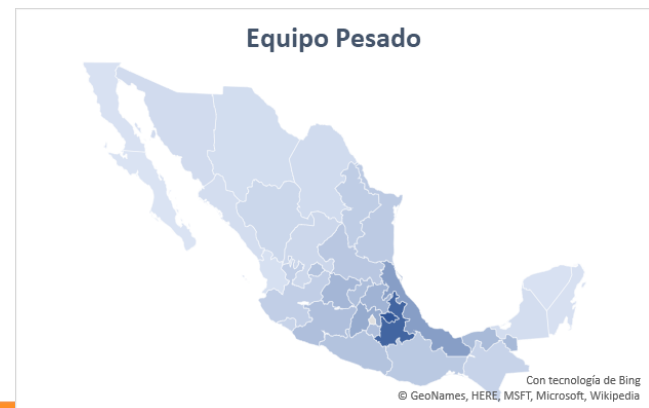 Equipo Pesado
Con tecnología de Bing
© GeoNames, HERE, MSFT, Microsoft, Wikipedia